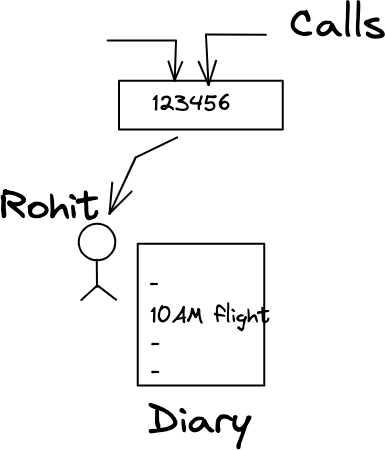 Calls
123456
Rohit
-
10AM flight
-
-
Diary